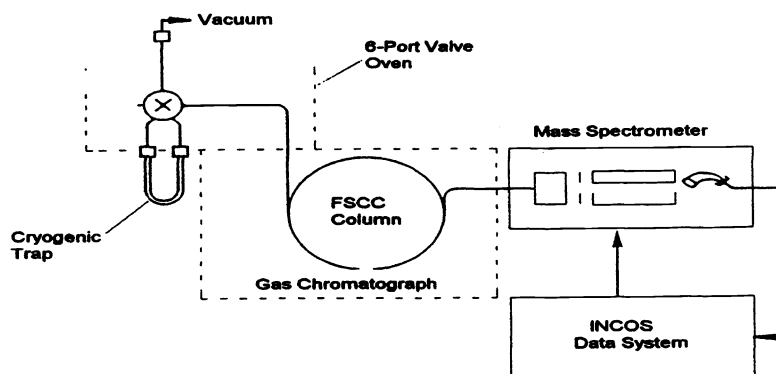 Vacuum
6-Port Valve
Oven
Mass Spectrometer
FSCC
Column
Cryogenic
Trap
Gas Chromatograph
INCOS
Data System